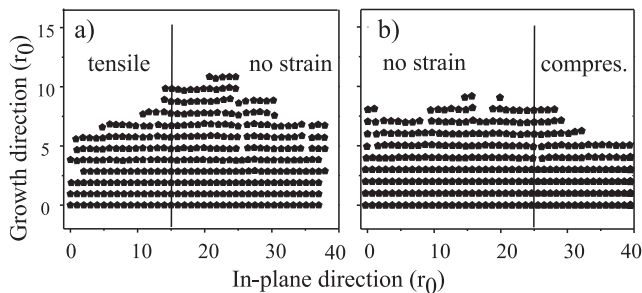 a) tensile no strain
b) no strain compres.
Growth direction (r0)
15
10
5
0
0 10 20 30 40
0 10 20 30 40
In-plane direction (r0)